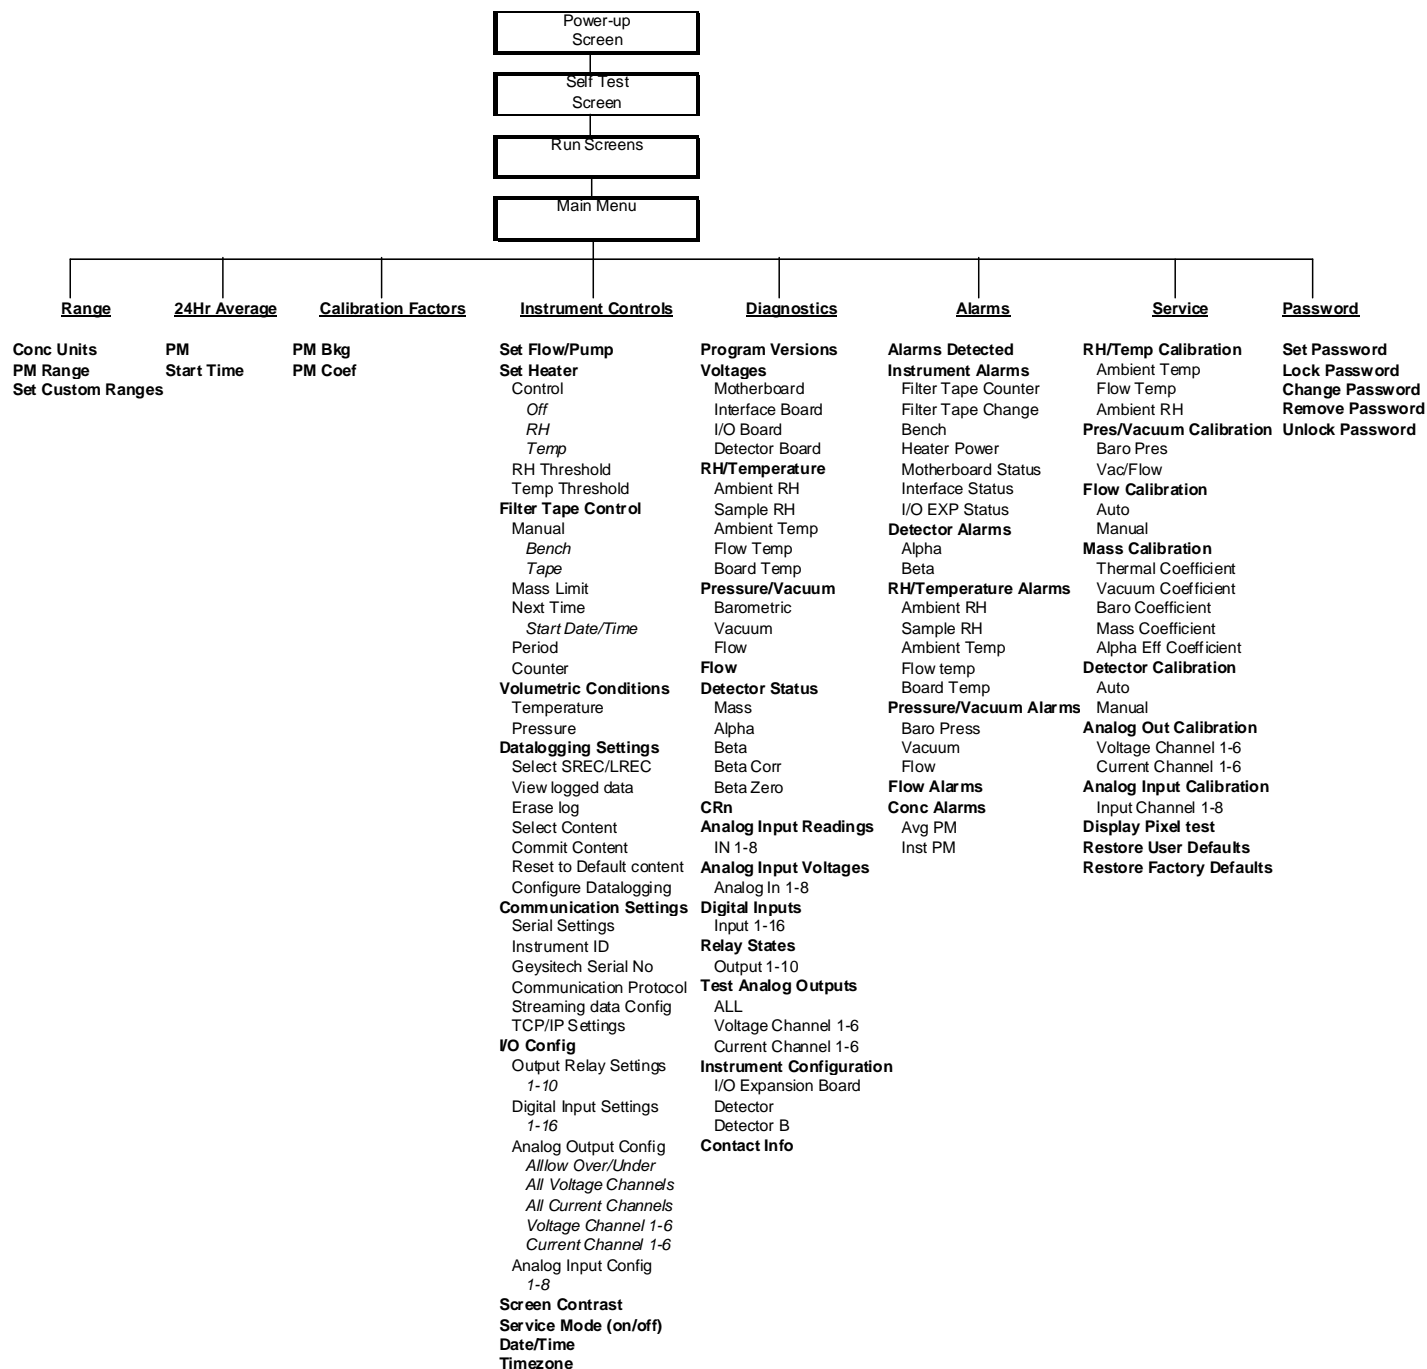 Power-up
Screen
Self Test
Screen
Run Screens
Main Menu
Range
Conc Units
PM Range
Set Custom Ranges
24Hr Average
PM
Start Time
Calibration Factors
PM Bkg
PM Coef
Instrument Controls
Set Flow/Pump
Set Heater
Control
Off
RH
Temp
RH Threshold
Temp Threshold
Filter Tape Control
Manual
Bench
Tape
Mass Limit
Next Time
Start Date/Time
Period
Counter
Volumetric Conditions
Temperature
Pressure
Datalogging Settings
Select SREC/LREC
View logged data
Erase log
Select Content
Commit Content
Reset to Default content
Configure Datalogging
Communication Settings
Serial Settings
Instrument ID
Geysitech Serial No
Communication Protocol
Streaming data Config
TCP/IP Settings
I/O Config
Output Relay Settings
1-10
Digital Input Settings
1-16
Analog Output Config
Alllow Over/Under
All Voltage Channels
All Current Channels
Voltage Channel 1-6
Current Channel 1-6
Analog Input Config
1-8
Screen Contrast
Service Mode (on/off)
Date/Time
Timezone
Diagnostics
Program Versions
Voltages
Motherboard
Interface Board
I/O Board
Detector Board
RH/Temperature
Ambient RH
Sample RH
Ambient Temp
Flow Temp
Board Temp
Pressure/Vacuum
Barometric
Vacuum
Flow
Flow
Detector Status
Mass
Alpha
Beta
Beta Corr
Beta Zero
CRn
Analog Input Readings
IN 1-8
Analog Input Voltages
Analog In 1-8
Digital Inputs
Input 1-16
Relay States
Output 1-10
Test Analog Outputs
ALL
Voltage Channel 1-6
Current Channel 1-6
Instrument Configuration
I/O Expansion Board
Detector
Detector B
Contact Info
Alarms
Alarms Detected
Instrument Alarms
Filter Tape Counter
Filter Tape Change
Bench
Heater Power
Motherboard Status
Interface Status
I/O EXP Status
Detector Alarms
Alpha
Beta
RH/Temperature Alarms
Ambient RH
Sample RH
Ambient Temp
Flow temp
Board Temp
Pressure/Vacuum Alarms
Baro Press
Vacuum
Flow
Flow Alarms
Conc Alarms
Avg PM
Inst PM
Service
RH/Temp Calibration
Ambient Temp
Flow Temp
Ambient RH
Pres/Vacuum Calibration
Baro Pres
Vac/Flow
Flow Calibration
Auto
Manual
Mass Calibration
Thermal Coefficient
Vacuum Coefficient
Baro Coefficient
Mass Coefficient
Alpha Eff Coefficient
Detector Calibration
Auto
Manual
Analog Out Calibration
Voltage Channel 1-6
Current Channel 1-6
Analog Input Calibration
Input Channel 1-8
Display Pixel test
Restore User Defaults
Restore Factory Defaults
Password
Set Password
Lock Password
Change Password
Remove Password
Unlock Password